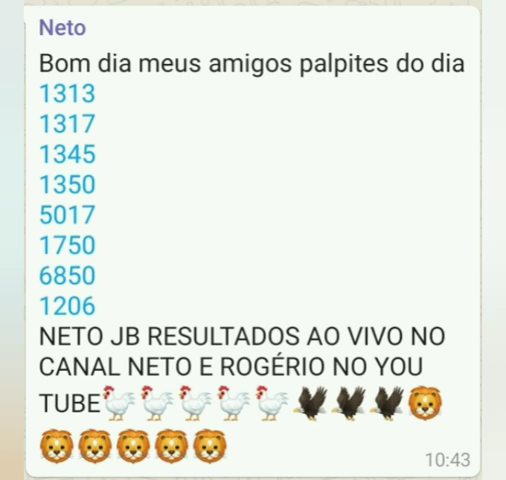 Neto
Bom dia meus amigos palpites do dia
1313
1317
1345
1350
5017
1750
6850
1206
NETO JB RESULTADOS AO VIVO NO
CANAL NETO E ROGÉRIO NO YOU
TUBE🐓🐓🐓🐓🐓🦅🦅🦅🦁
🦁🦁🦁🦁🦁
10:43